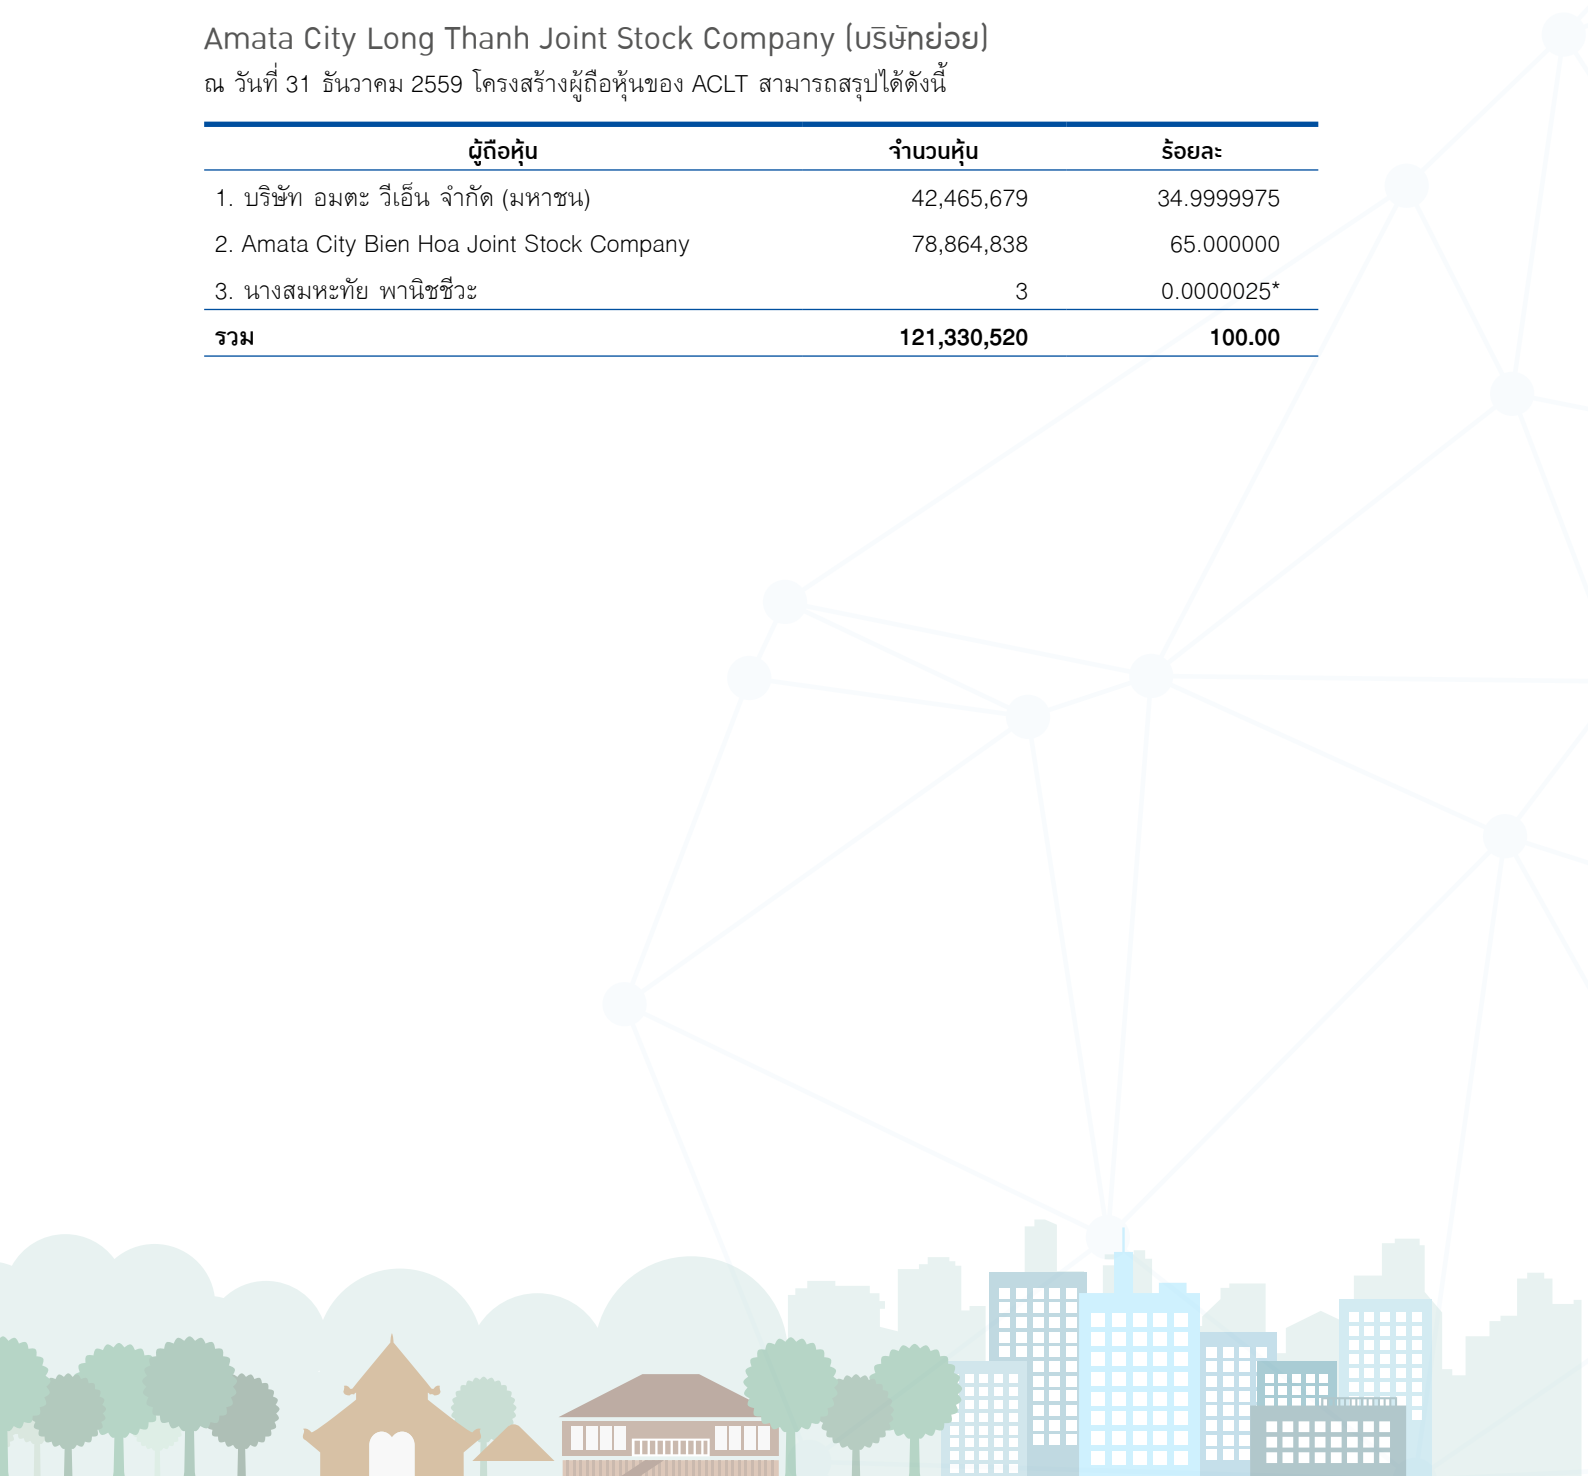 Amata City Long Thanh Joint Stock Company (บริษัทย่อย)
ณ วันที่ 31 ธันวาคม 2559 โครงสร้างผู้ถือหุ้นของ ACLT สามารถสรุปได้ดังนี้
ผู้ถือหุ้น จำนวนหุ้น ร้อยละ
1. บริษัท อมตะ วีเอ็น จำกัด (มหาชน) 42,465,679 34.9999975
2. Amata City Bien Hoa Joint Stock Company 78,864,838 65.000000
3. นางสมหะทัย พานิชชีวะ 3 0.0000025*
รวม 121,330,520 100.00